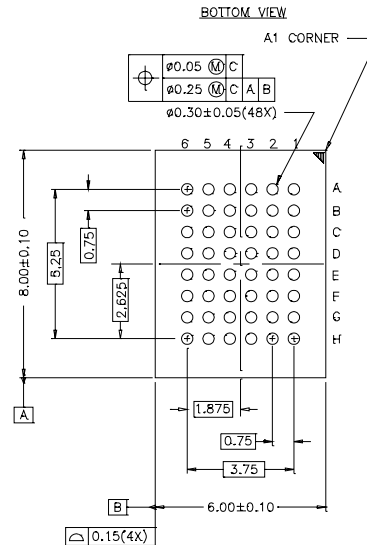 BOTTOM VIEW
A1 CORNER
ø0.05 Ⓜ C
ø0.25 Ⓜ C A B
ø0.30±0.05(48X)
6 5 4 3 2 1
A
B
C
D
E
F
G
H
8.00±0.10
5.25
0.75
2.625
A
1.875
0.75
3.75
B
6.00±0.10
0.15(4X)